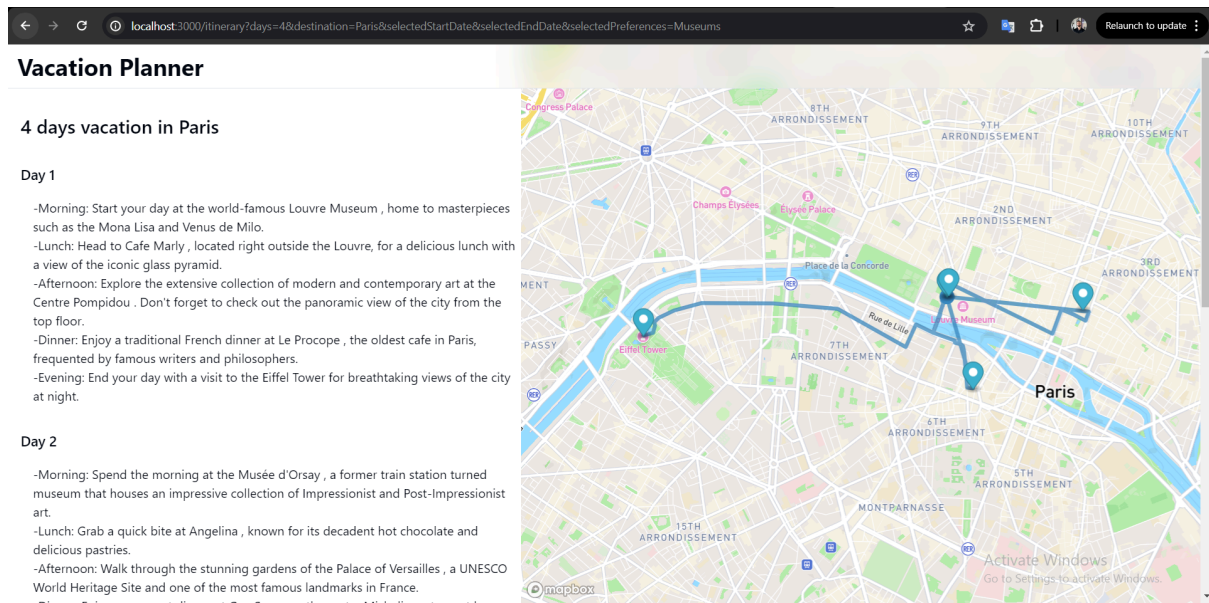 localhost:3000/itinerary?days=4&destination=Paris&selectedStartDate&selectedEndDate&selectedPreferences=Museums
Relaunch to update
Vacation Planner
4 days vacation in Paris
Day 1
-Morning: Start your day at the world-famous Louvre Museum , home to masterpieces
such as the Mona Lisa and Venus de Milo.
-Lunch: Head to Cafe Marly , located right outside the Louvre, for a delicious lunch with
a view of the iconic glass pyramid.
-Afternoon: Explore the extensive collection of modern and contemporary art at the
Centre Pompidou . Don't forget to check out the panoramic view of the city from the
top floor.
-Dinner: Enjoy a traditional French dinner at Le Procope , the oldest cafe in Paris,
frequented by famous writers and philosophers.
-Evening: End your day with a visit to the Eiffel Tower for breathtaking views of the city
at night.
Day 2
-Morning: Spend the morning at the Musée d'Orsay , a former train station turned
museum that houses an impressive collection of Impressionist and Post-Impressionist
art.
-Lunch: Grab a quick bite at Angelina , known for its decadent hot chocolate and
delicious pastries.
-Afternoon: Walk through the stunning gardens of the Palace of Versailles , a UNESCO
World Heritage Site and one of the most famous landmarks in France.
Congress Palace
8TH
ARRONDISSEMENT
9TH
ARRONDISSEMENT
10TH
ARRONDISSEMENT
RER
Champs Élysées
Élysée Palace
2ND
ARRONDISSEMENT
3RD
ARRONDISSEMENT
Place de la Concorde
MENT
RER
Rue de Lille
Louvre Museum
PASSY
Eiffel Tower
7TH
ARRONDISSEMENT
Paris
RER
6TH
ARRONDISSEMENT
5TH
ARRONDISSEMENT
MONTPARNASSE
15TH
ARRONDISSEMENT
RER
Activate Windows
Go to Settings to activate Windows.
mapbox